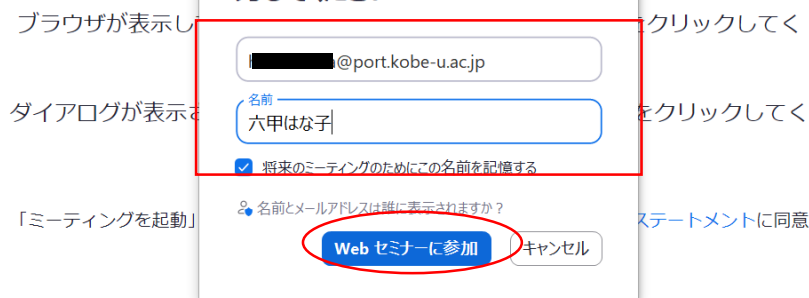 ブラウザが表示し
クリックしてく
@port.kobe-u.ac.jp
名前
ダイアログが表示
をクリックしてく
六甲はな子
将来のミーティングのためにこの名前を記憶する
名前とメールアドレスは誰に表示されますか？
「ミーティングを起動」
ステートメントに同意
Web セミナーに参加
キャンセル